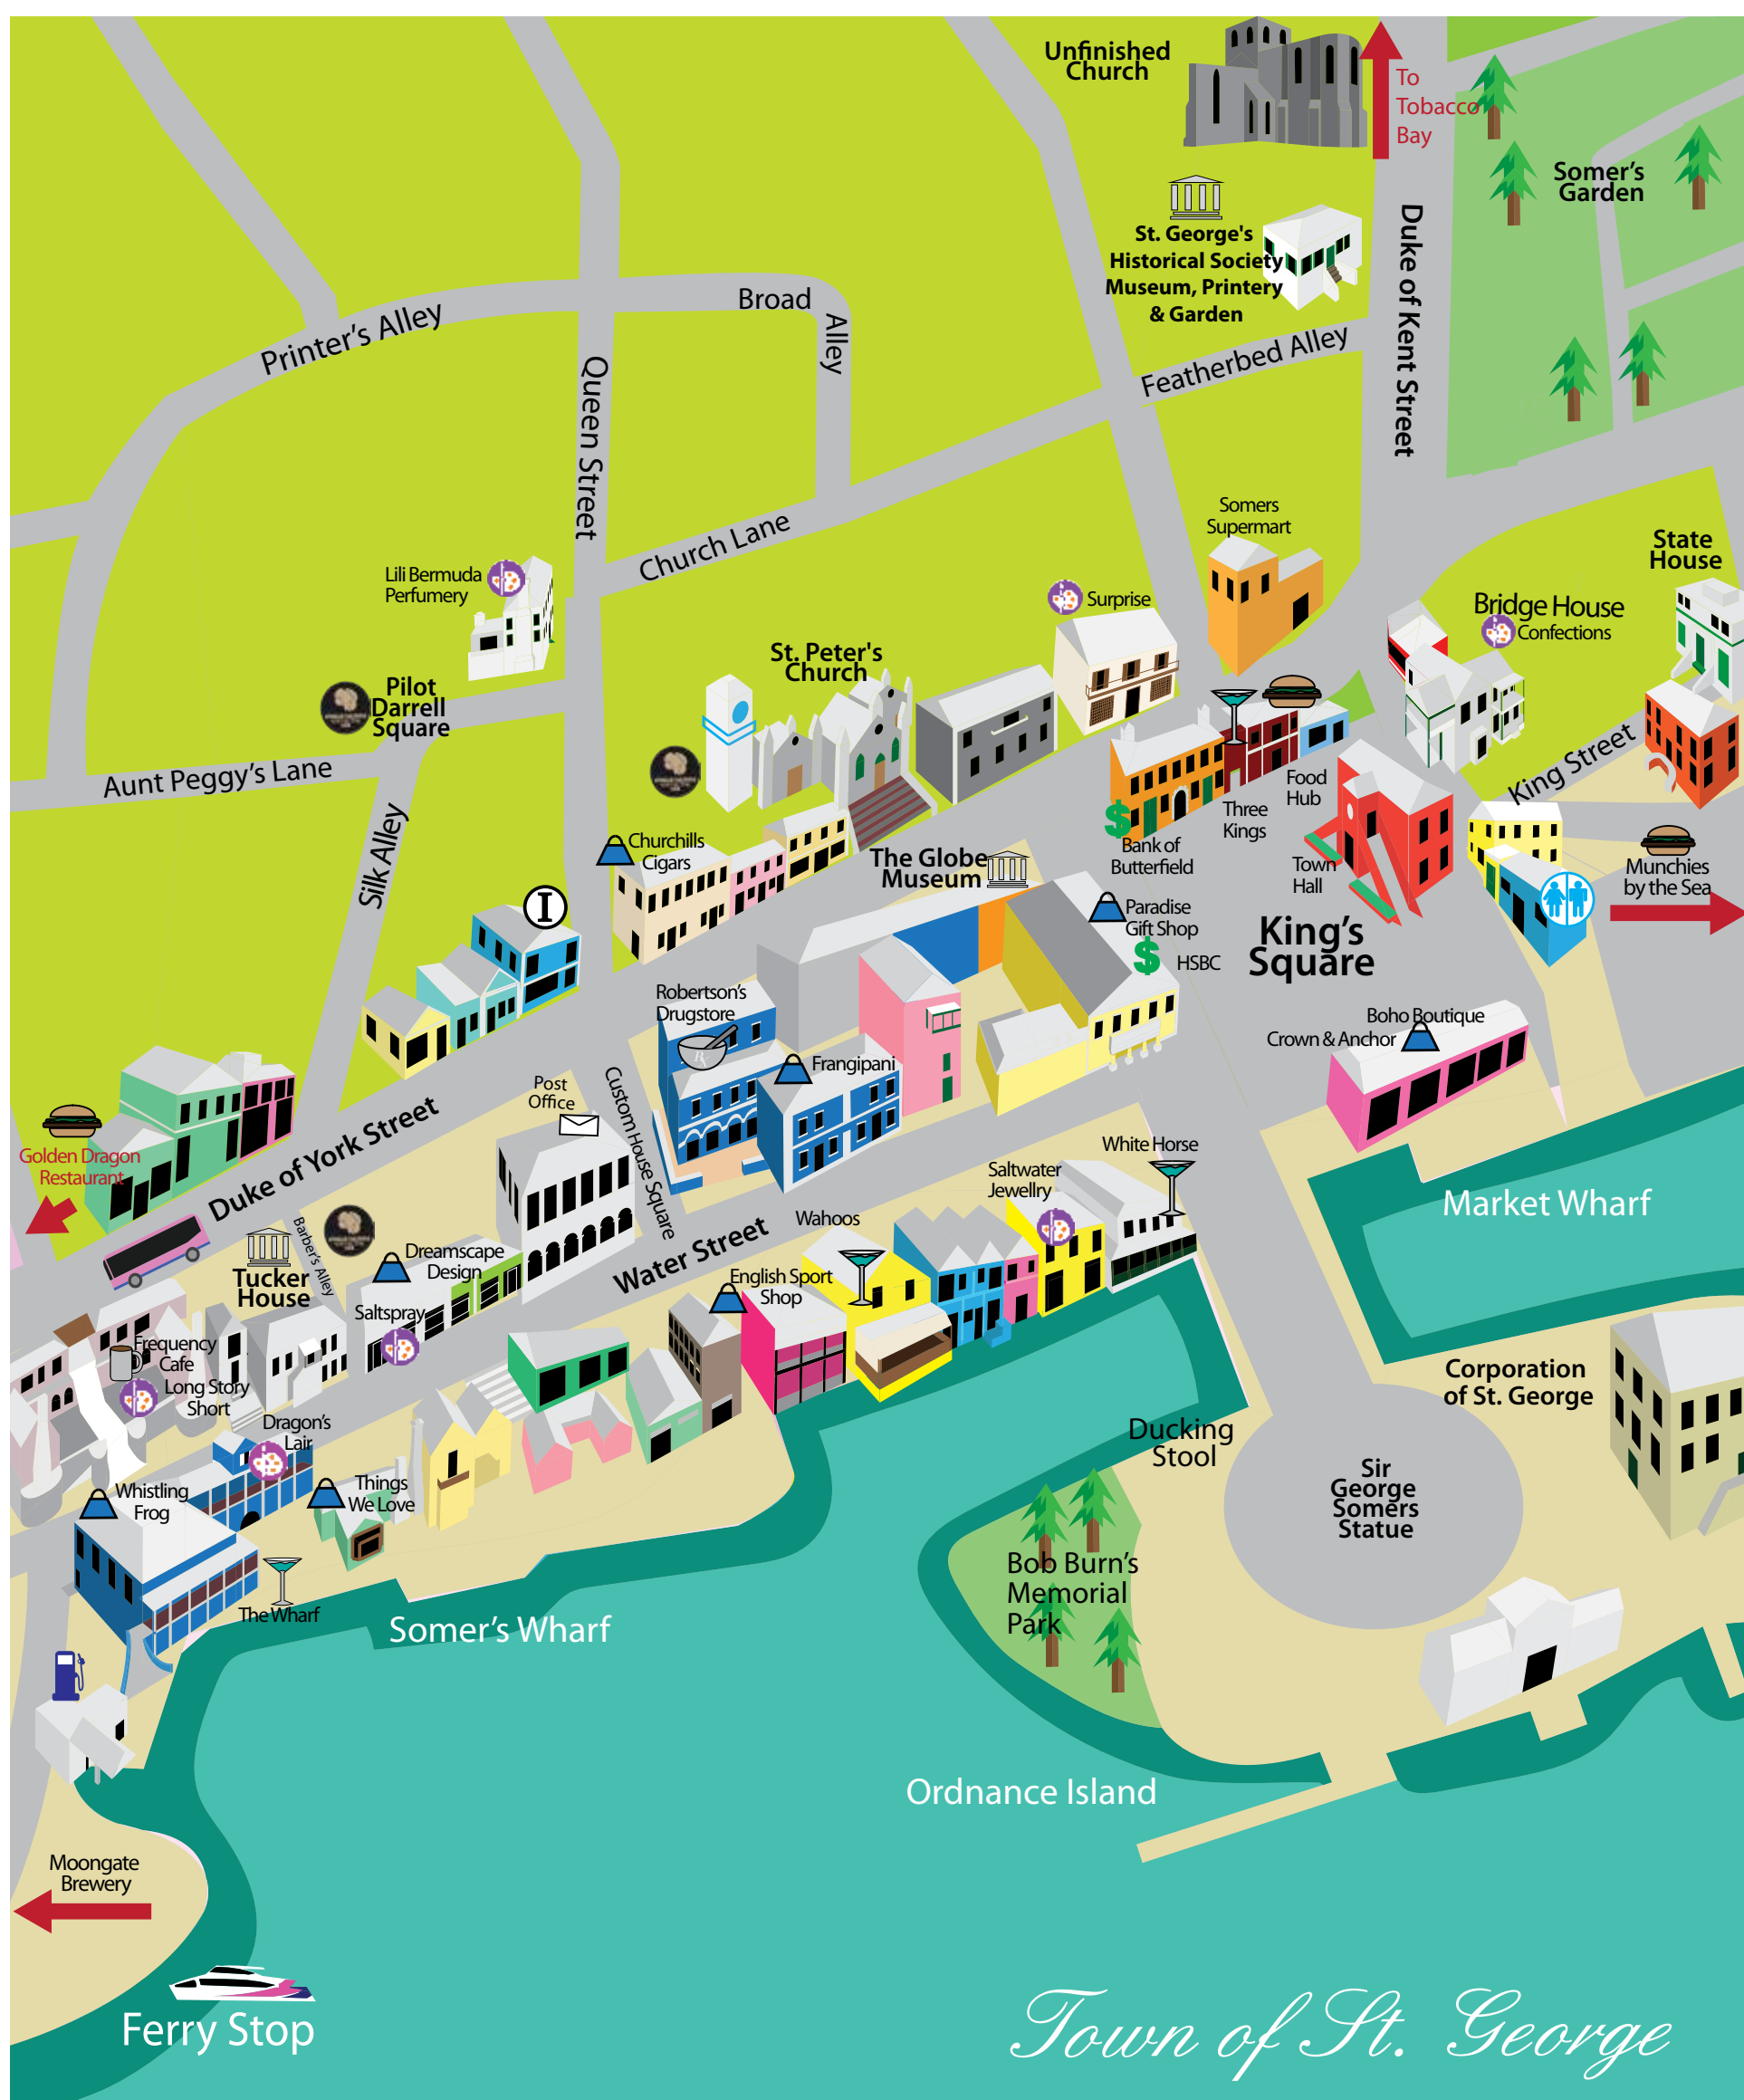 Unfinished
Church
To
Tobacco
Bay
Somer's
Garden
St. George's
Historical Society
Museum, Printery
& Garden
Duke of Kent Street
Broad
Alley
Printer's Alley
Featherbed Alley
Queen Street
Church Lane
Somers
Supermart
State
House
Lili Bermuda
Perfumery
Surprise
Bridge House
Confections
St. Peter's
Church
Pilot
Darrell
Square
Aunt Peggy's Lane
King Street
Silk Alley
Food
Hub
Three
Kings
Churchills
Cigars
$
Bank of
Butterfield
The Globe
Museum
Town
Hall
Munchies
by the Sea
I
Paradise
Gift Shop
King's
Square
$
HSBC
Robertson's
Drugstore
Rx
Boho Boutique
Crown & Anchor
Frangipani
Post
Office
Custom House Square
Golden Dragon
Restaurant
Duke of York Street
White Horse
Saltwater
Jewellry
Market Wharf
Wahoos
Barber's Alley
Water Street
Tucker
House
Dreamscape
Design
English Sport
Shop
Saltspray
Frequency
Cafe
Long Story
Short
Corporation
of St. George
Dragon's
Lair
Ducking
Stool
Whistling
Frog
Things
We Love
Sir
George
Somers
Statue
Bob Burn's
Memorial
Park
The Wharf
Somer's Wharf
Ordnance Island
Moongate
Brewery
Ferry Stop
Town of St. George